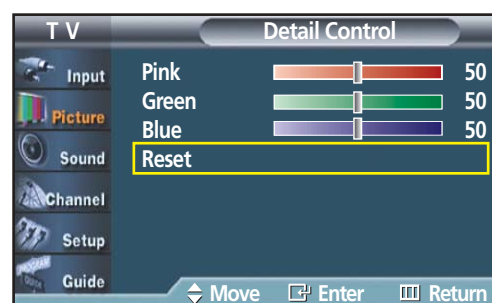 T V
Detail Control
Input
Picture
Sound
Channel
Setup
Guide
Pink 50
Green 50
Blue 50
Reset
Move Enter Return